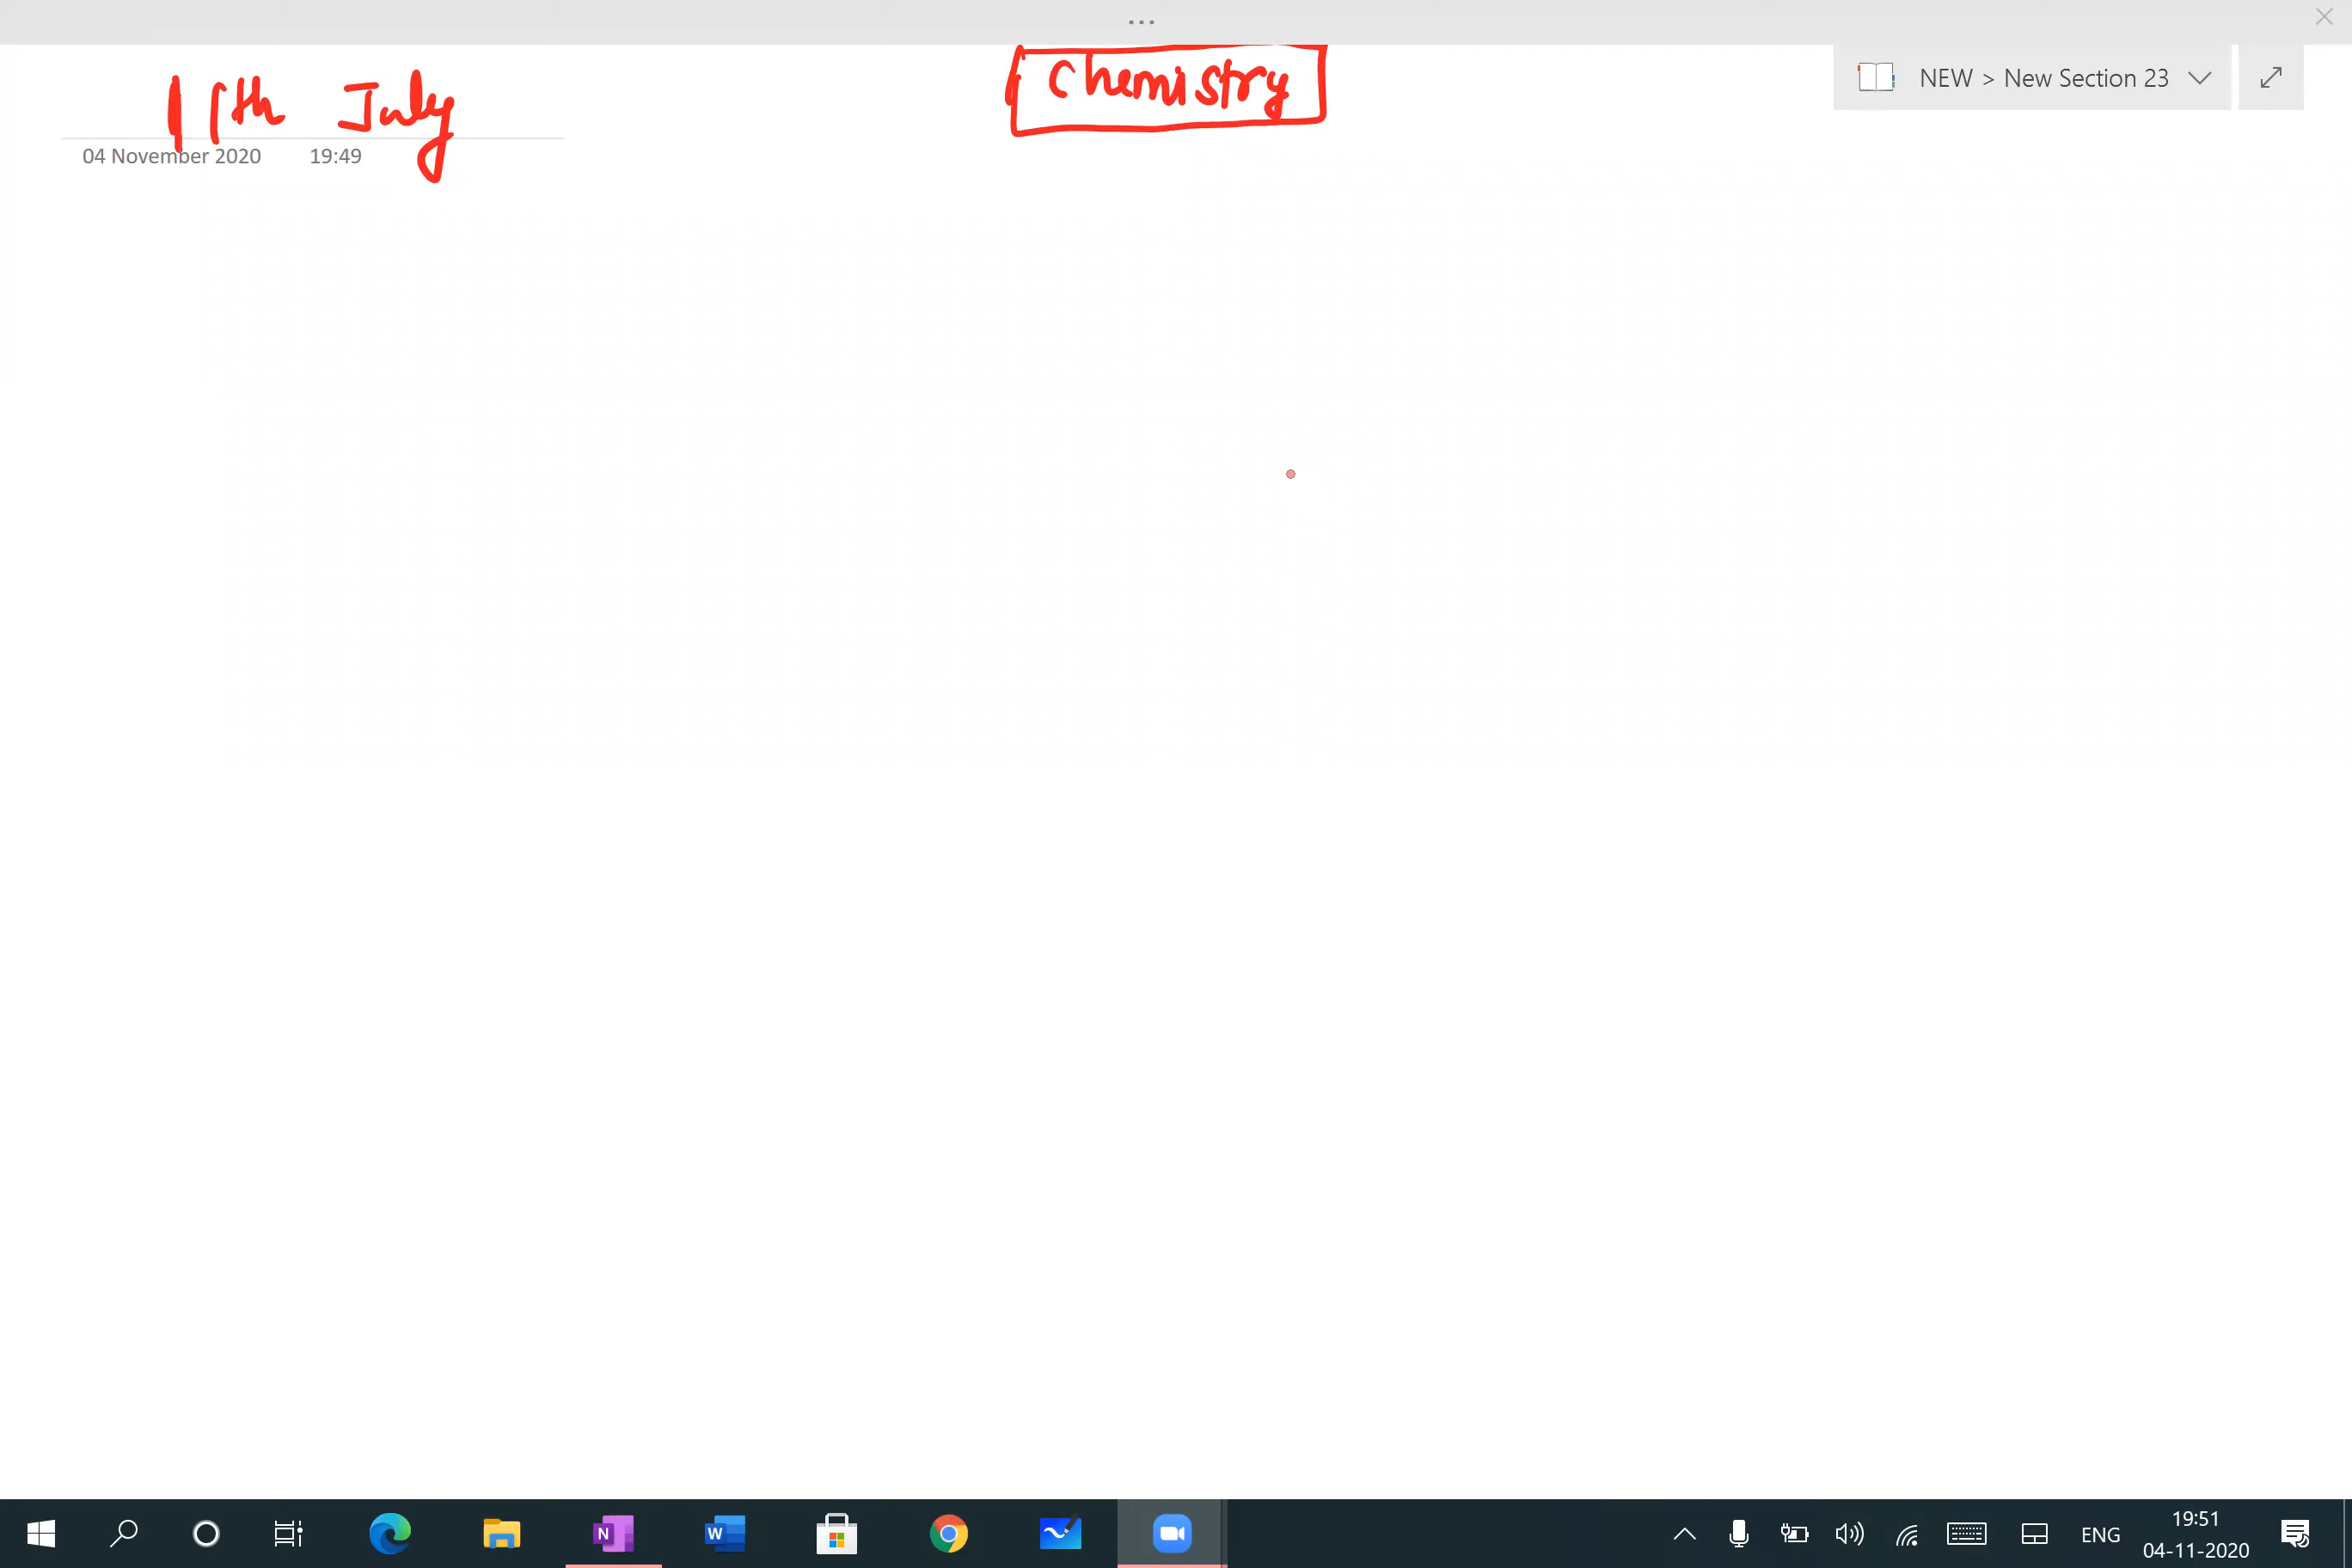 ...
Chemistry
NEW > New Section 23
11th July
04 November 2020 19:49
N
W
ENG
19:51
04-11-2020